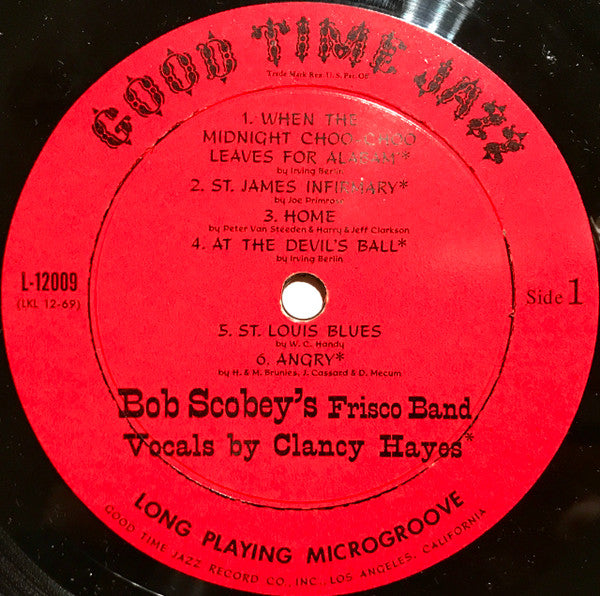 GOOD TIME JAZZ
Trade Mark Reg. U.S. Pat. Of
1. WHEN THE
MIDNIGHT CHOO-CHOO
LEAVES FOR ALABAM'*
by Irving Berlin
2. ST. JAMES INFIRMARY*
by Joe Primrose
3. HOME
by Peter Van Steeden & Harry & Jeff Clarkson
4. AT THE DEVIL'S BALL*
by Irving Berlin
L-12009
(LKL 12-69)
Side 1
5. ST. LOUIS BLUES
by W. C. Handy
6. ANGRY*
by H. & M. Brunies, J. Cassard & D. Mecum
Bob Scobey's Frisco Band
Vocals by Clancy Hayes*
LONG PLAYING MICROGROOVE
GOOD TIME JAZZ RECORD CO., INC., LOS ANGELES, CALIFORNIA